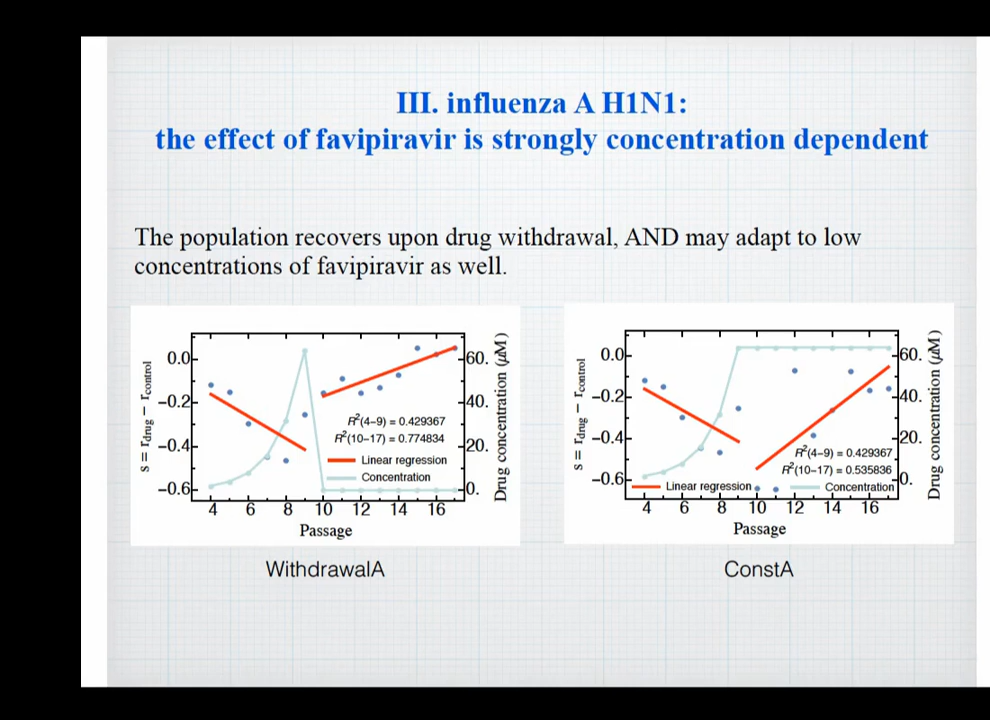 III. influenza A H1N1:
the effect of favipiravir is strongly concentration dependent
The population recovers upon drug withdrawal, AND may adapt to low
concentrations of favipiravir as well.
s = r_drug − r_control
0.0
−0.2
−0.4
−0.6
R²(4−9) = 0.429367
R²(10−17) = 0.774834
Linear regression
Concentration
60.
40.
20.
0.
Drug concentration (μM)
4 6 8 10 12 14 16
Passage
WithdrawalA
s = r_drug − r_control
0.0
−0.2
−0.4
−0.6
R²(4−9) = 0.429367
R²(10−17) = 0.535836
Linear regression
Concentration
60.
40.
20.
0.
Drug concentration (μM)
4 6 8 10 12 14 16
Passage
ConstA